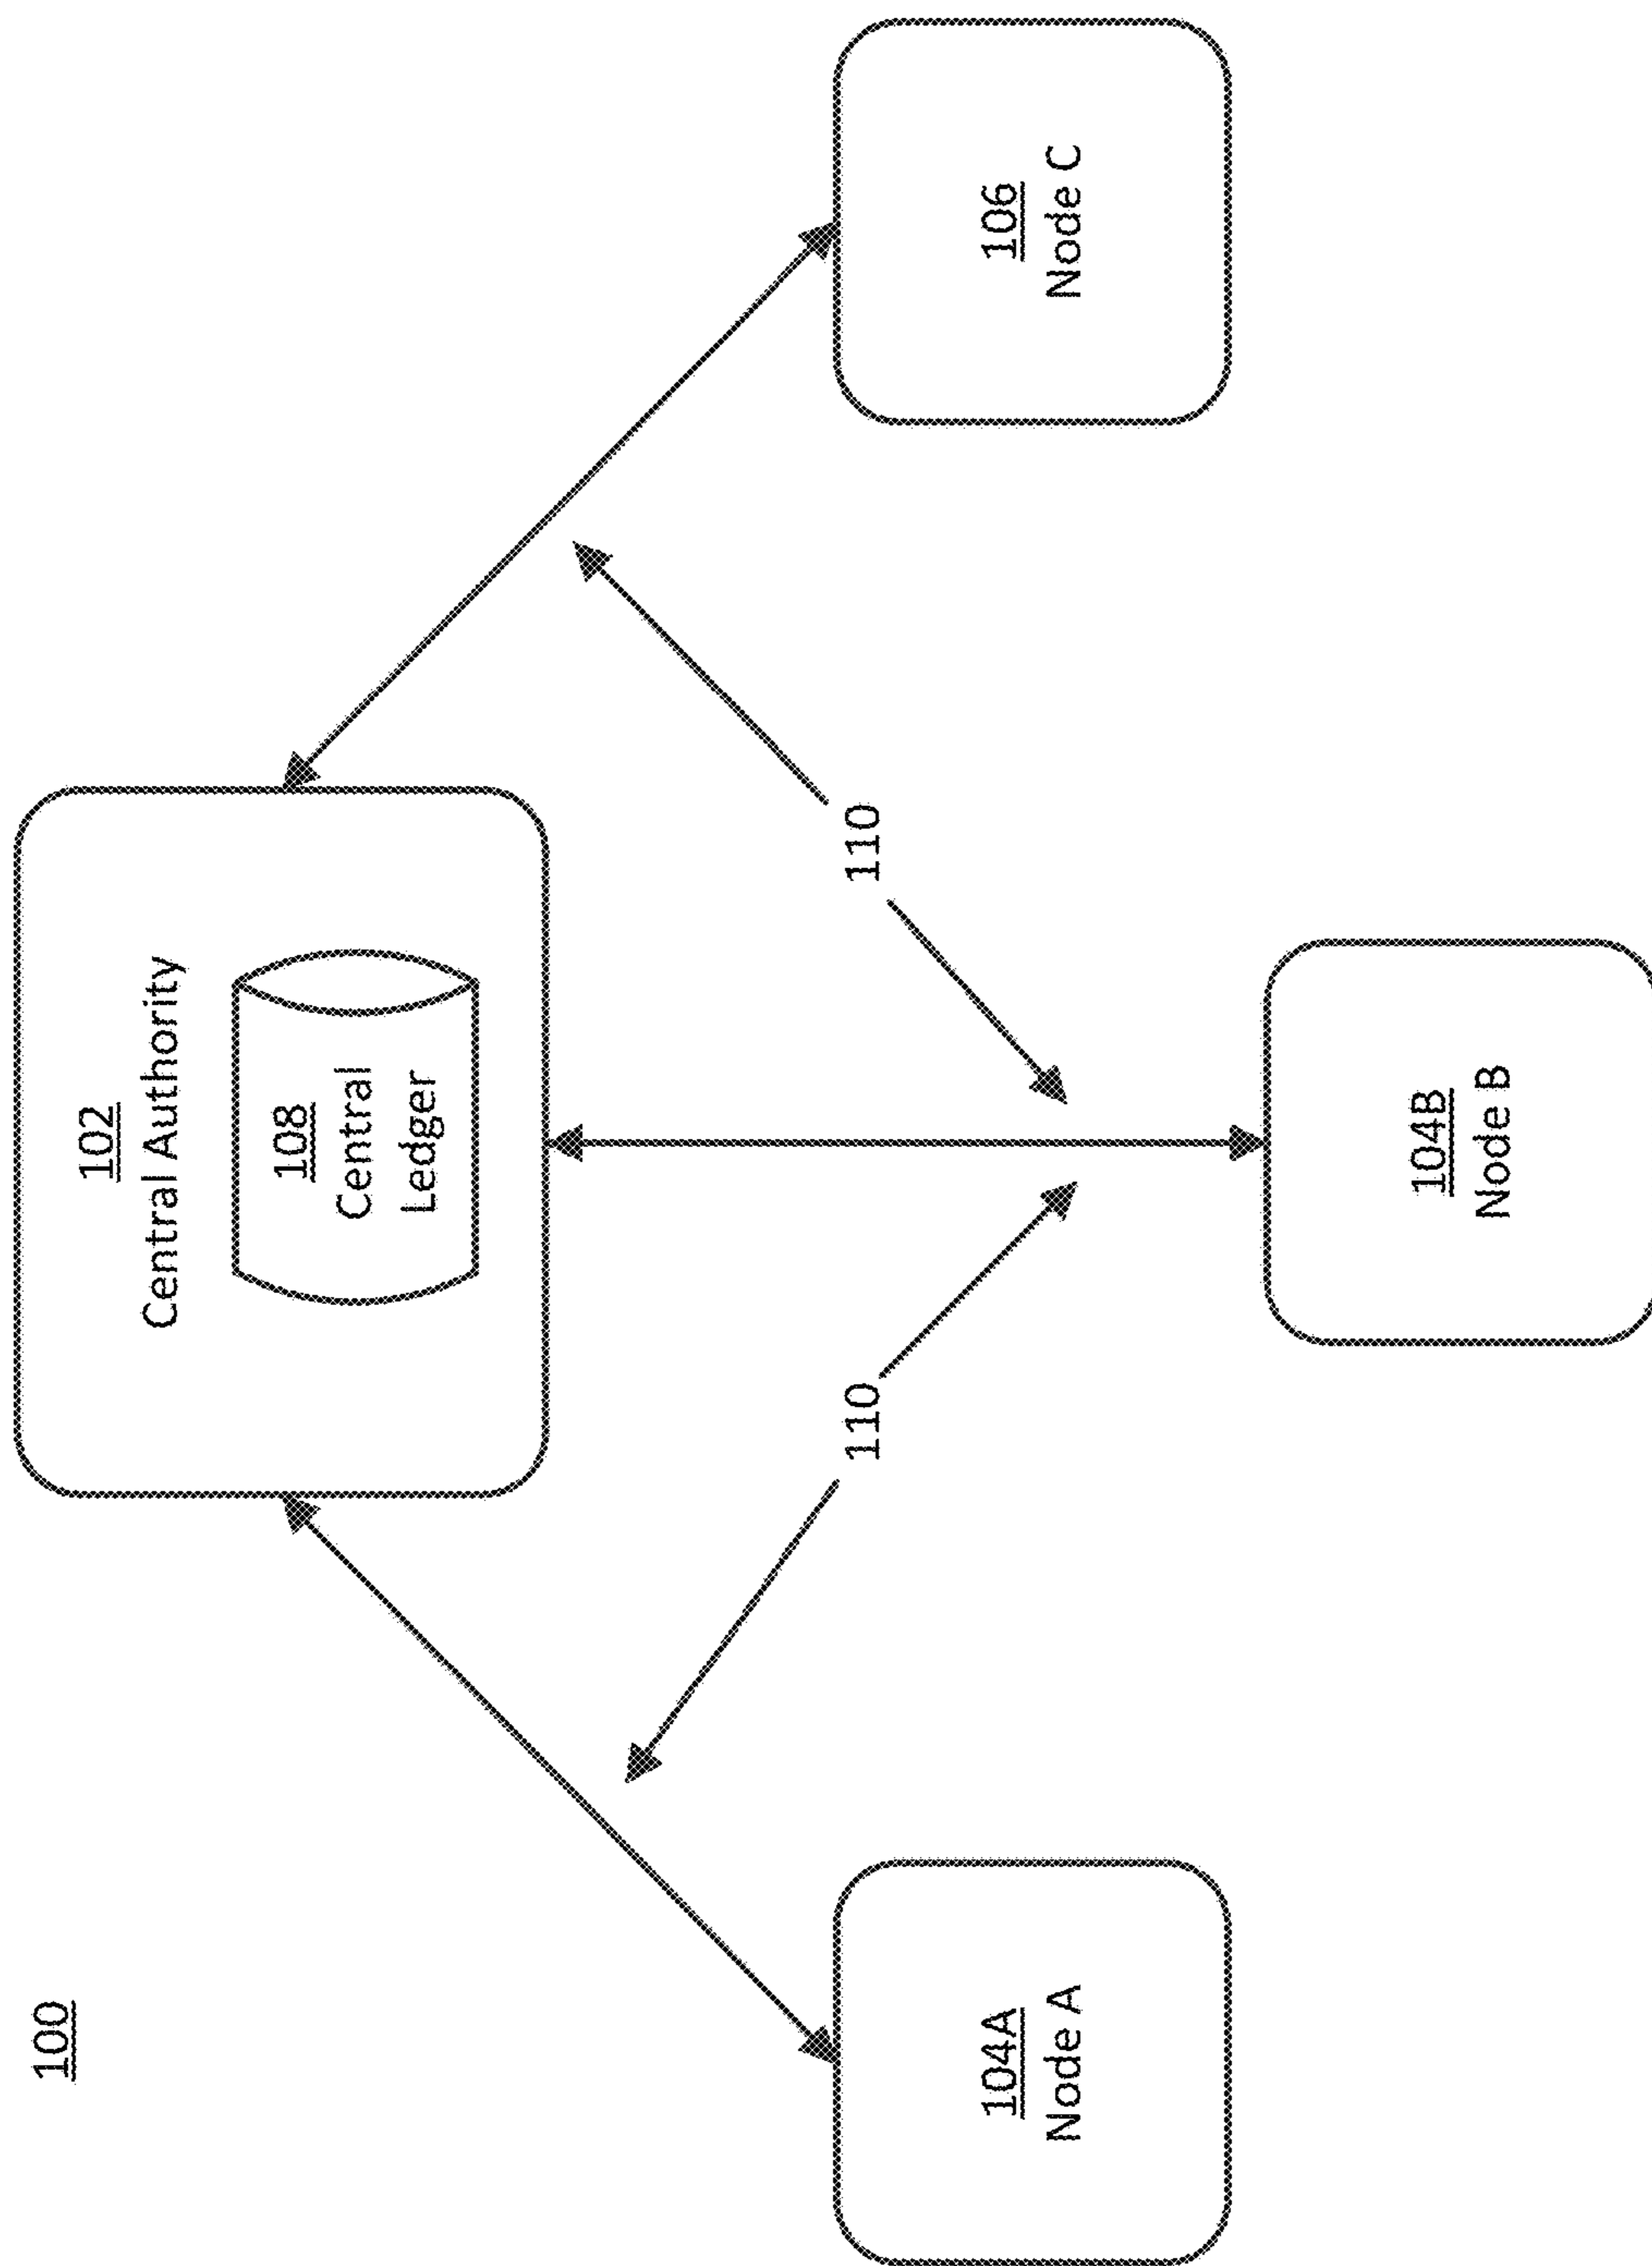 100
102
Central Authority
108
Central
Ledger
110
110
104A
Node A
104B
Node B
106
Node C